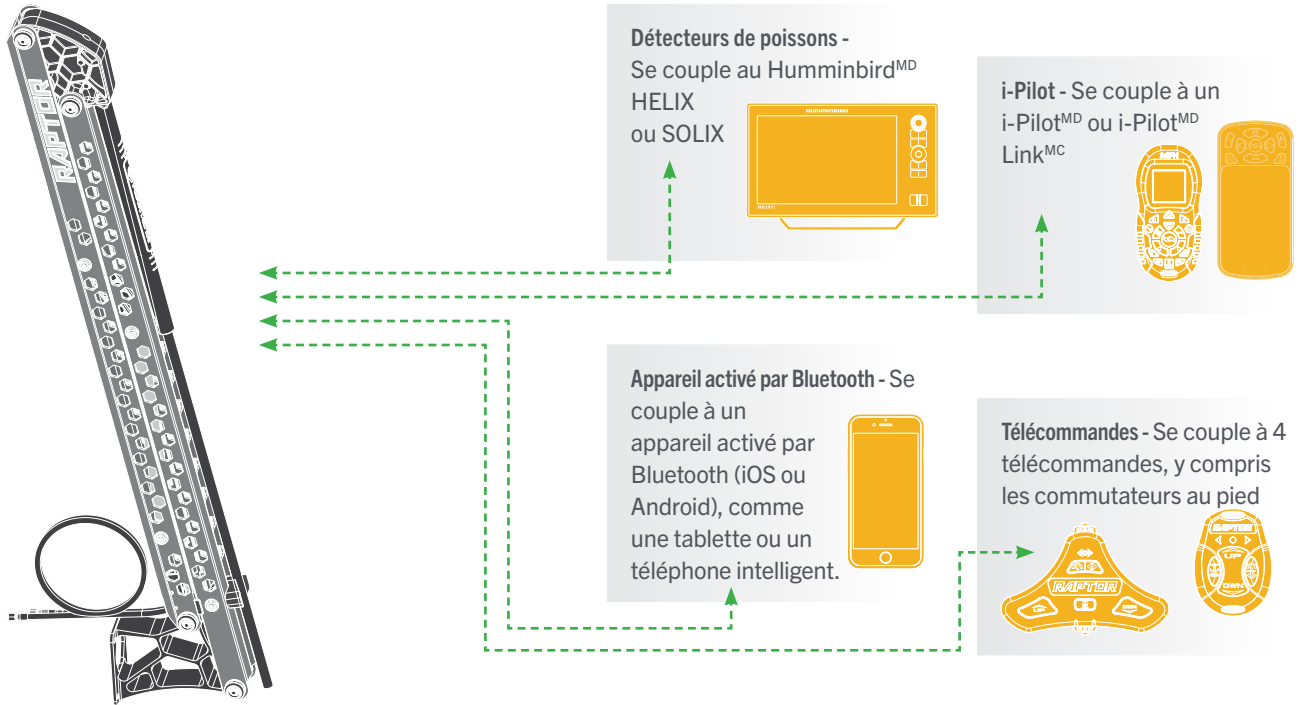 RAPTOR
Détecteurs de poissons -
Se couple au Humminbird^MD
HELIX
ou SOLIX
HUMMINBIRD
i-Pilot - Se couple à un
i-Pilot^MD ou i-Pilot^MD
Link^MC
Appareil activé par Bluetooth - Se
couple à un
appareil activé par
Bluetooth (iOS ou
Android), comme
une tablette ou un
téléphone intelligent.
Télécommandes - Se couple à 4
télécommandes, y compris
les commutateurs au pied
RAPTOR
RAPTOR
UP